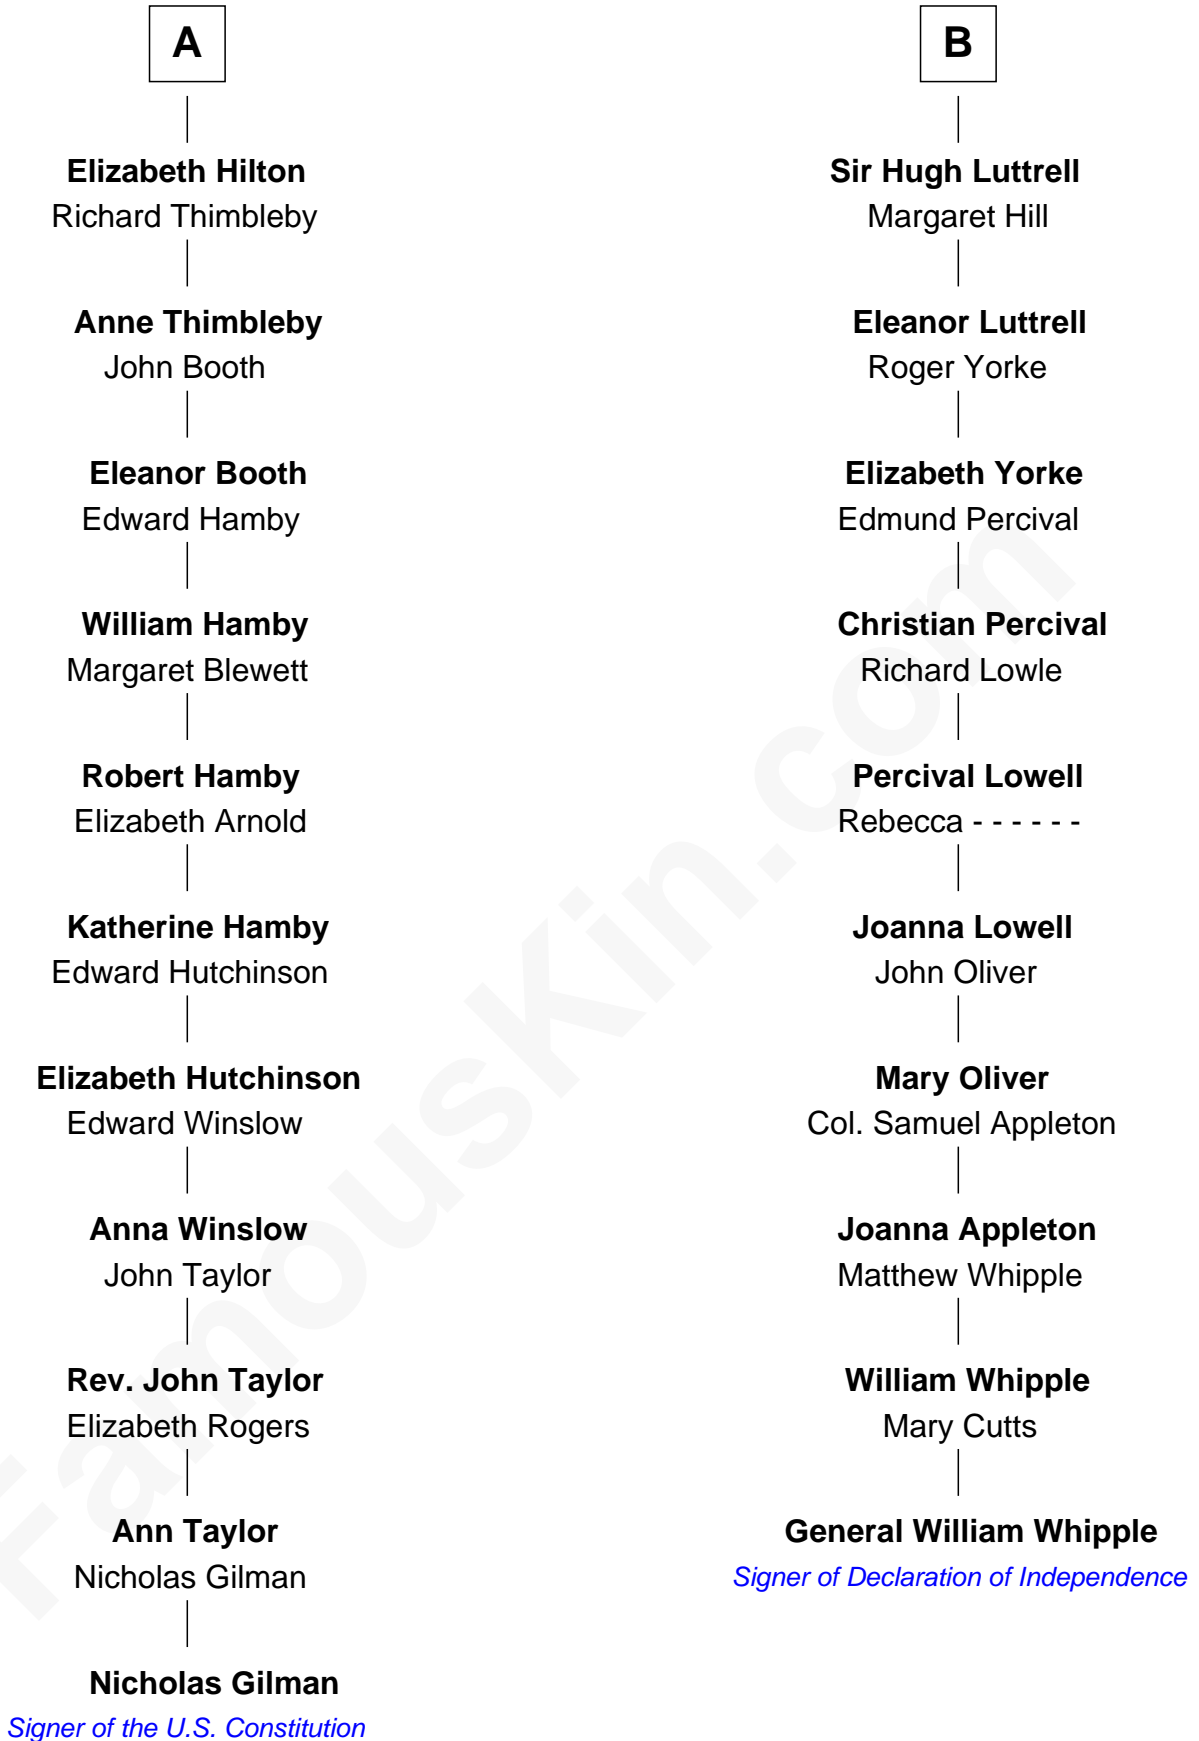 A
Elizabeth Hilton
Richard Thimbleby
Anne Thimbleby
John Booth
Eleanor Booth
Edward Hamby
William Hamby
Margaret Blewett
Robert Hamby
Elizabeth Arnold
Katherine Hamby
Edward Hutchinson
Elizabeth Hutchinson
Edward Winslow
Anna Winslow
John Taylor
Rev. John Taylor
Elizabeth Rogers
Ann Taylor
Nicholas Gilman
Nicholas Gilman
Signer of the U.S. Constitution
B
Sir Hugh Luttrell
Margaret Hill
Eleanor Luttrell
Roger Yorke
Elizabeth Yorke
Edmund Percival
Christian Percival
Richard Lowle
Percival Lowell
Rebecca - - - - - -
Joanna Lowell
John Oliver
Mary Oliver
Col. Samuel Appleton
Joanna Appleton
Matthew Whipple
William Whipple
Mary Cutts
General William Whipple
Signer of Declaration of Independence
FamousKin.com